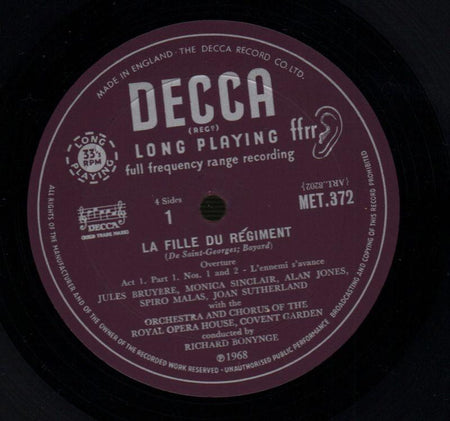 MADE IN ENGLAND · THE DECCA RECORD CO. LTD.
DECCA
(REGD)
LONG PLAYING
ffrr
full frequency range recording
LONG
33⅓
RPM
PLAYING
DECCA
4 Sides
1
{ARL.8202}
MET.372
LA FILLE DU RÉGIMENT
(De Saint-Georges; Bayard)
Overture
Act 1. Part 1. Nos. 1 and 2 - L'ennemi s'avance
JULES BRUYERE, MONICA SINCLAIR, ALAN JONES,
SPIRO MALAS, JOAN SUTHERLAND
with the
ORCHESTRA AND CHORUS OF THE
ROYAL OPERA HOUSE, COVENT GARDEN
conducted by
RICHARD BONYNGE
℗1968
ALL RIGHTS OF THE MANUFACTURER AND OF THE OWNER OF THE RECORDED WORK RESERVED · UNAUTHORISED PUBLIC PERFORMANCE BROADCASTING AND COPYING OF THIS RECORD PROHIBITED